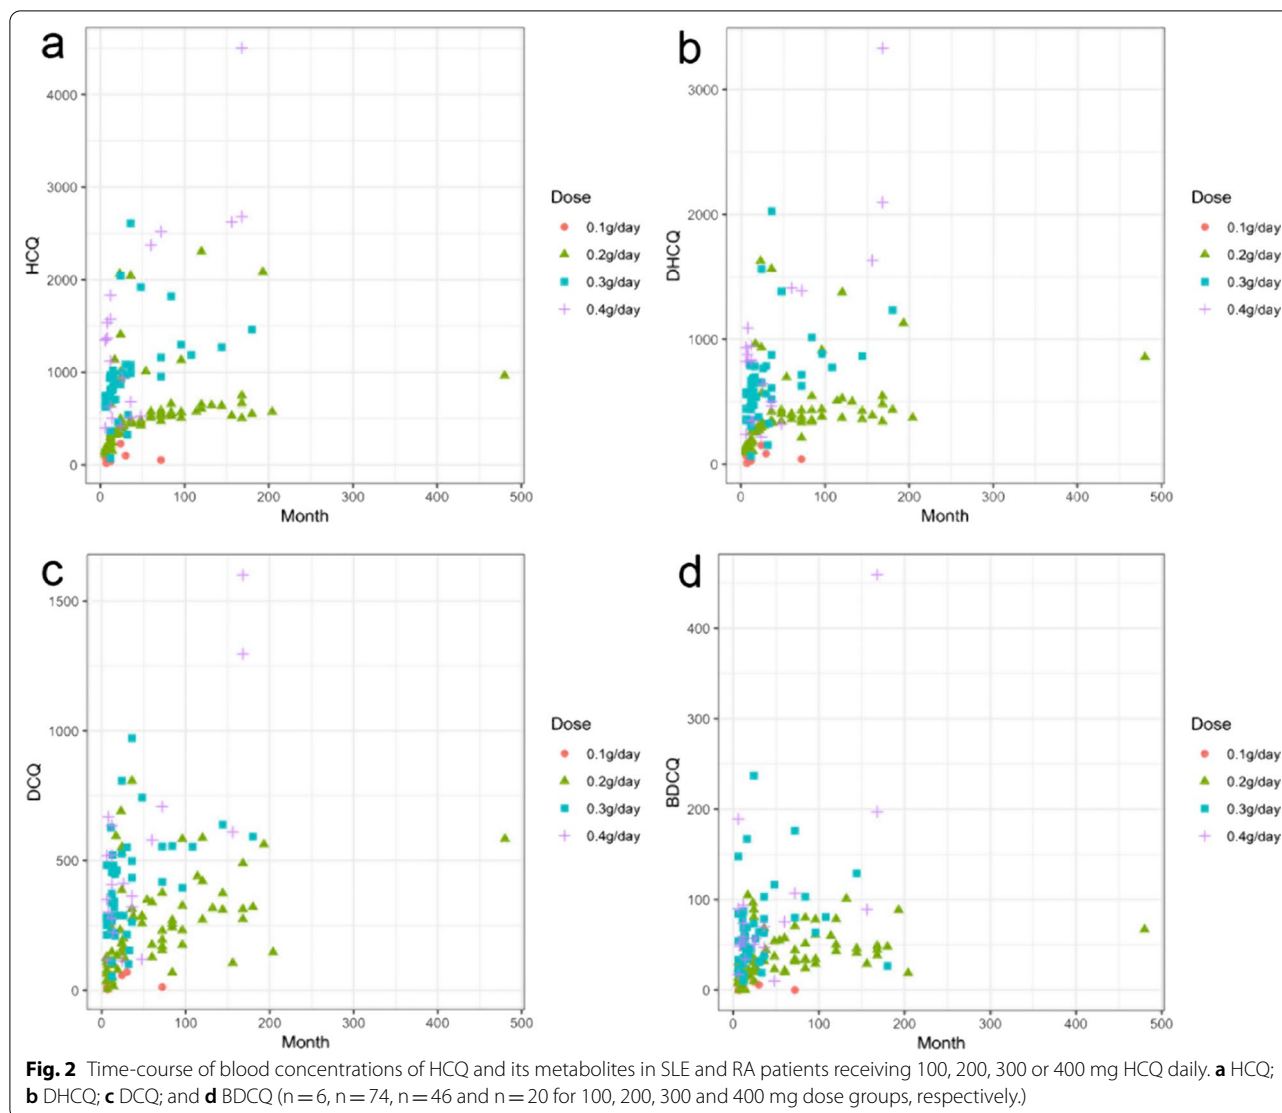 a
4000
3000
2000
1000
0
HCQ
0 100 200 300 400 500
Month
Dose
0.1g/day
0.2g/day
0.3g/day
0.4g/day
b
3000
2000
1000
0
DHCQ
0 100 200 300 400 500
Month
Dose
0.1g/day
0.2g/day
0.3g/day
0.4g/day
c
1500
1000
500
0
DCQ
0 100 200 300 400 500
Month
Dose
0.1g/day
0.2g/day
0.3g/day
0.4g/day
d
400
300
200
100
0
BDCQ
0 100 200 300 400 500
Month
Dose
0.1g/day
0.2g/day
0.3g/day
0.4g/day
Fig. 2 Time-course of blood concentrations of HCQ and its metabolites in SLE and RA patients receiving 100, 200, 300 or 400 mg HCQ daily. a HCQ;
b DHCQ; c DCQ; and d BDCQ (n = 6, n = 74, n = 46 and n = 20 for 100, 200, 300 and 400 mg dose groups, respectively.)